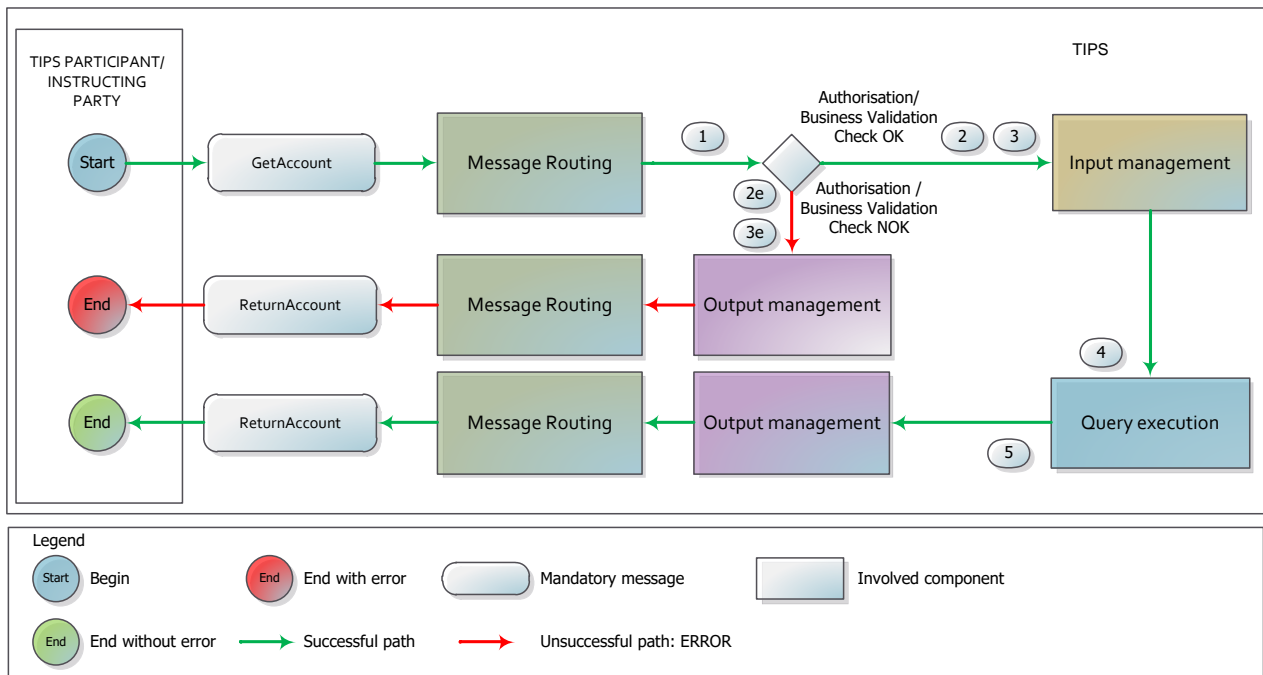 TIPS PARTICIPANT/
INSTRUCTING
PARTY
TIPS
Start
GetAccount
Message Routing
1
Authorisation/
Business Validation
Check OK
2
3
Input management
2e
3e
Authorisation /
Business Validation
Check NOK
End
ReturnAccount
Message Routing
Output management
4
End
ReturnAccount
Message Routing
Output management
5
Query execution
Legend
Start
Begin
End
End with error
Mandatory message
Involved component
End
End without error
Successful path
Unsuccessful path: ERROR